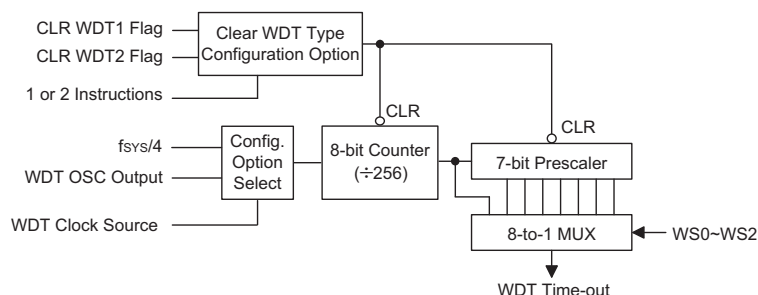 CLR WDT1 Flag
CLR WDT2 Flag
1 or 2 Instructions
Clear WDT Type
Configuration Option
CLR
CLR
fSYS/4
WDT OSC Output
WDT Clock Source
Config.
Option
Select
8-bit Counter
(÷256)
7-bit Prescaler
8-to-1 MUX
WS0~WS2
WDT Time-out